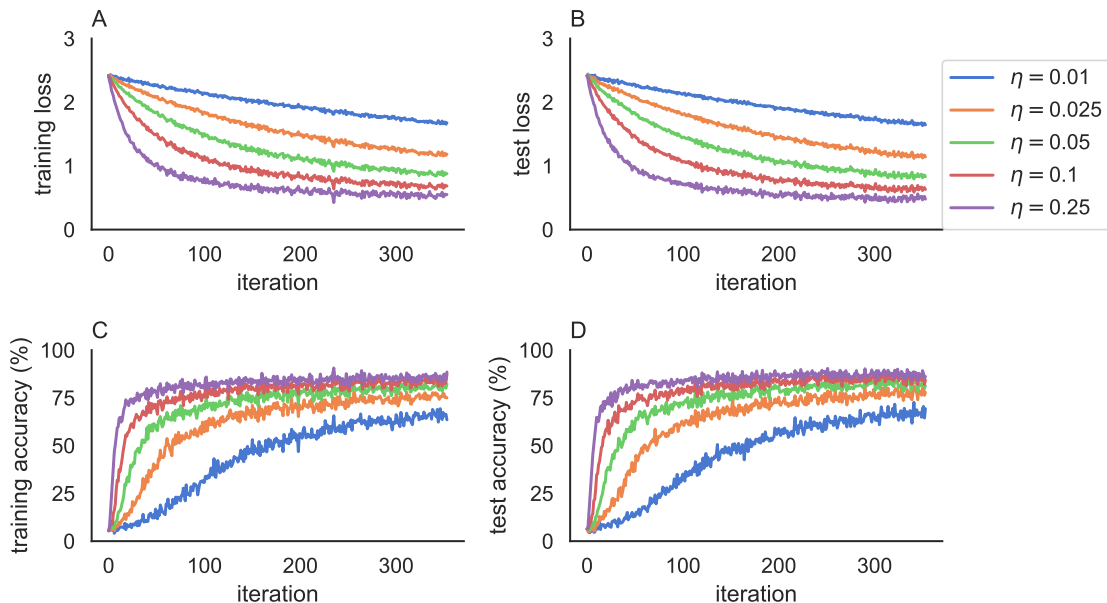 A
3
2
1
0
training loss
0 100 200 300
iteration
B
3
2
1
0
test loss
0 100 200 300
iteration
η = 0.01
η = 0.025
η = 0.05
η = 0.1
η = 0.25
C
100
75
50
25
0
training accuracy (%)
0 100 200 300
iteration
D
100
75
50
25
0
test accuracy (%)
0 100 200 300
iteration